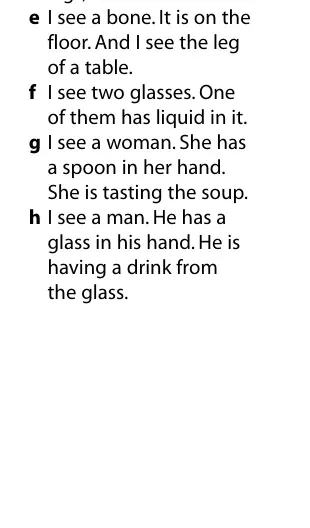 e I see a bone. It is on the
floor. And I see the leg
of a table.
f I see two glasses. One
of them has liquid in it.
g I see a woman. She has
a spoon in her hand.
She is tasting the soup.
h I see a man. He has a
glass in his hand. He is
having a drink from
the glass.